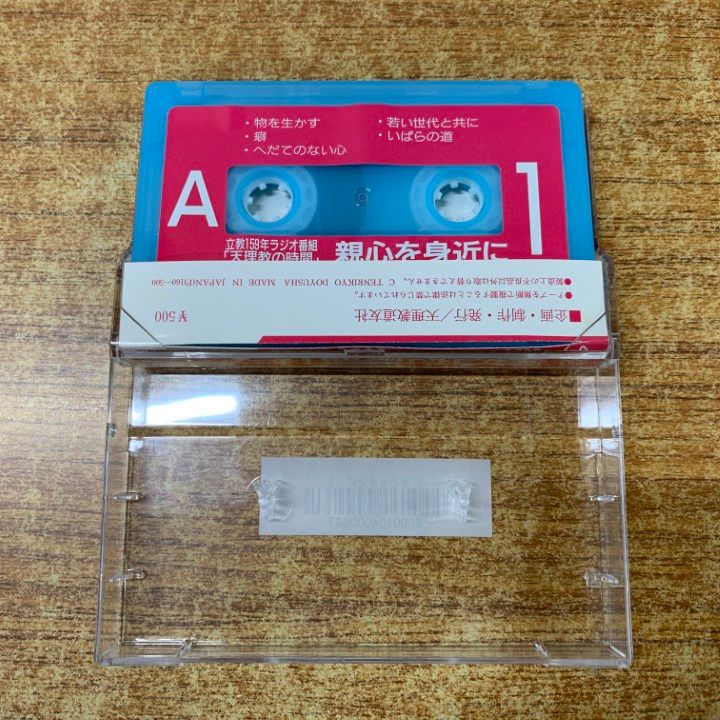 ・物を生かす
・癖
・へだてのない心
・若い世代と共に
・いばらの道
A
1
立教159年ラジオ番組
「天理教の時間」
親心を身近に
■企画・制作・発行／天理教道友社
¥500
●テープを無断で複製することは法律で禁じられています。
●製造上の不良品以外は取り替えできません。 C TENRIKYO DOYUSHA MADE IN JAPAN(P)160-500